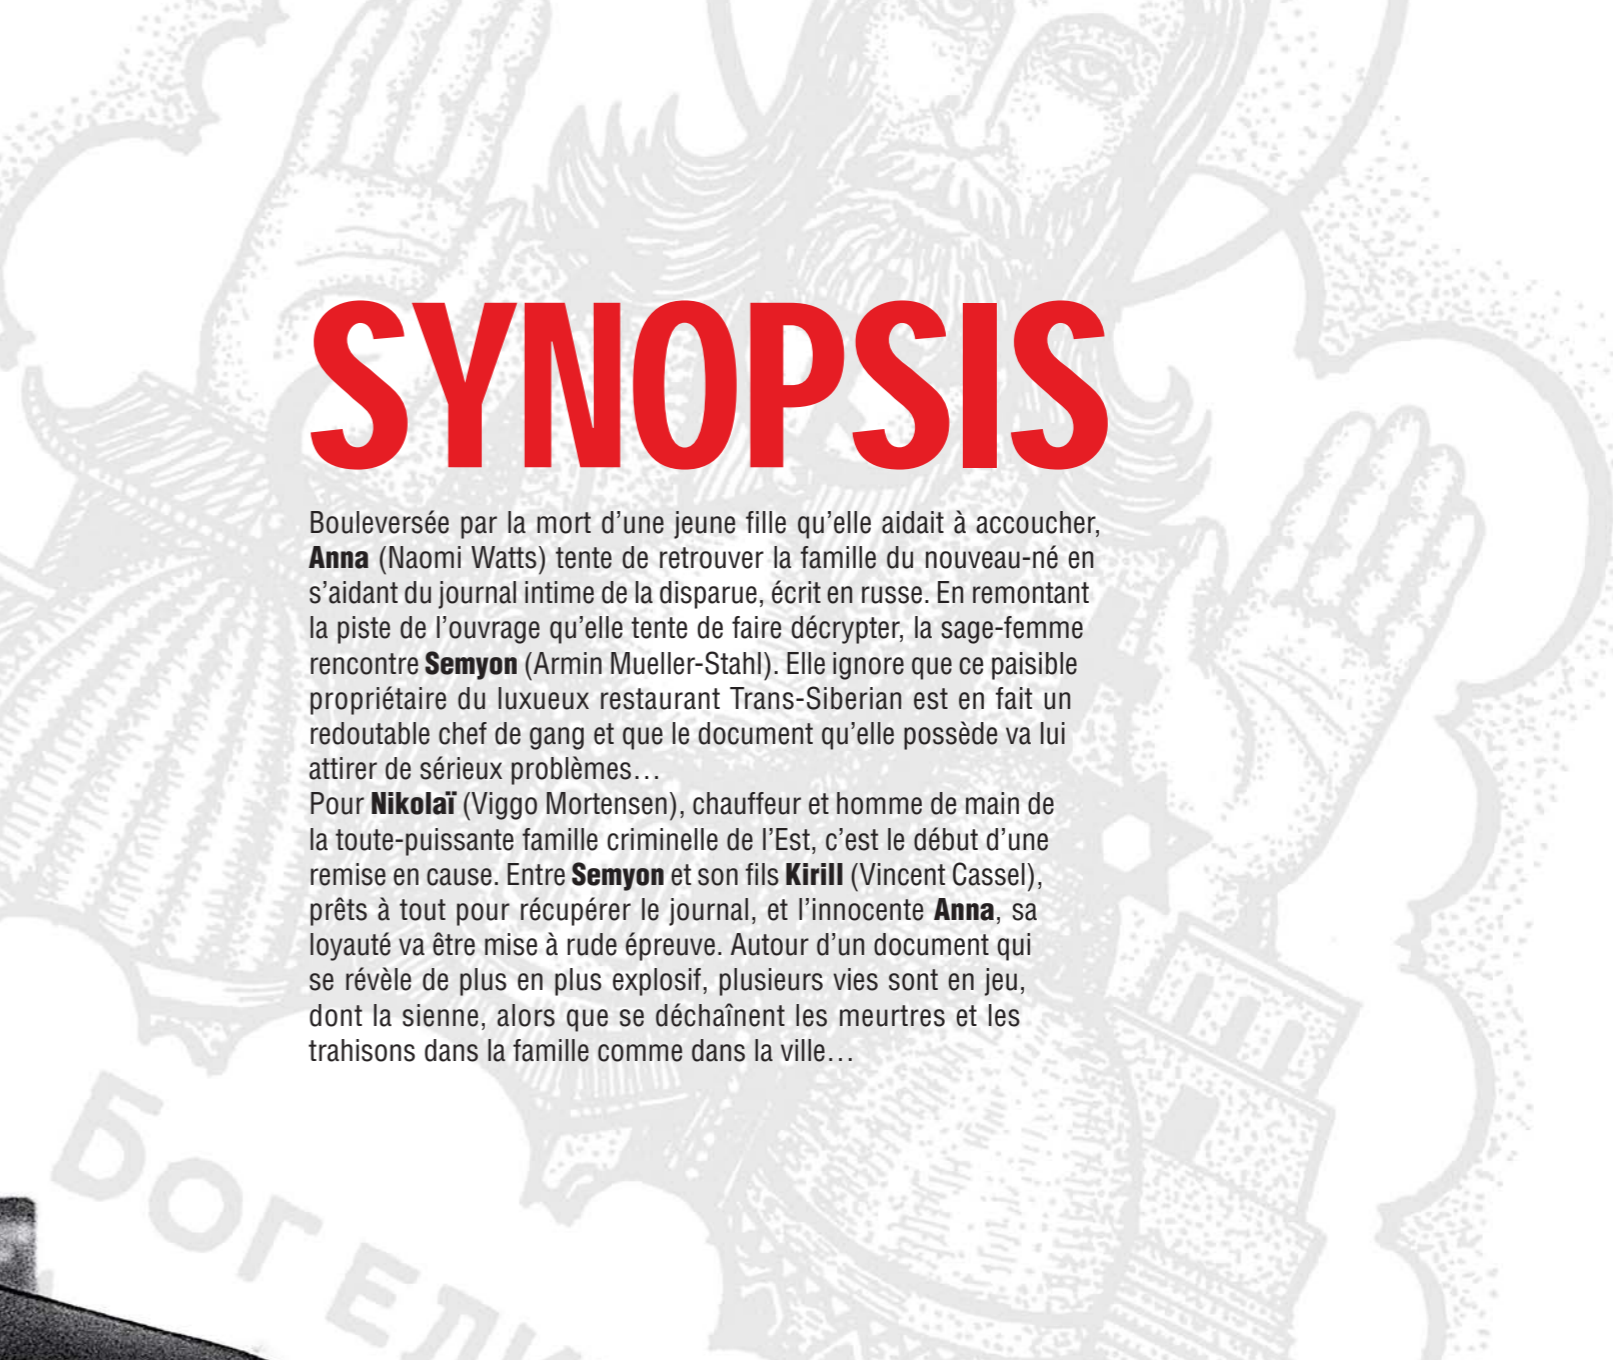 SYNOPSIS
Bouleversée par la mort d’une jeune fille qu’elle aidait à accoucher,
Anna (Naomi Watts) tente de retrouver la famille du nouveau-né en
s’aidant du journal intime de la disparue, écrit en russe. En remontant
la piste de l’ouvrage qu’elle tente de faire décrypter, la sage-femme
rencontre Semyon (Armin Mueller-Stahl). Elle ignore que ce paisible
propriétaire du luxueux restaurant Trans-Siberian est en fait un
redoutable chef de gang et que le document qu’elle possède va lui
attirer de sérieux problèmes…
Pour Nikolaï (Viggo Mortensen), chauffeur et homme de main de
la toute-puissante famille criminelle de l’Est, c’est le début d’une
remise en cause. Entre Semyon et son fils Kirill (Vincent Cassel),
prêts à tout pour récupérer le journal, et l’innocente Anna, sa
loyauté va être mise à rude épreuve. Autour d’un document qui
se révèle de plus en plus explosif, plusieurs vies sont en jeu,
dont la sienne, alors que se déchaînent les meurtres et les
trahisons dans la famille comme dans la ville…
БОГ